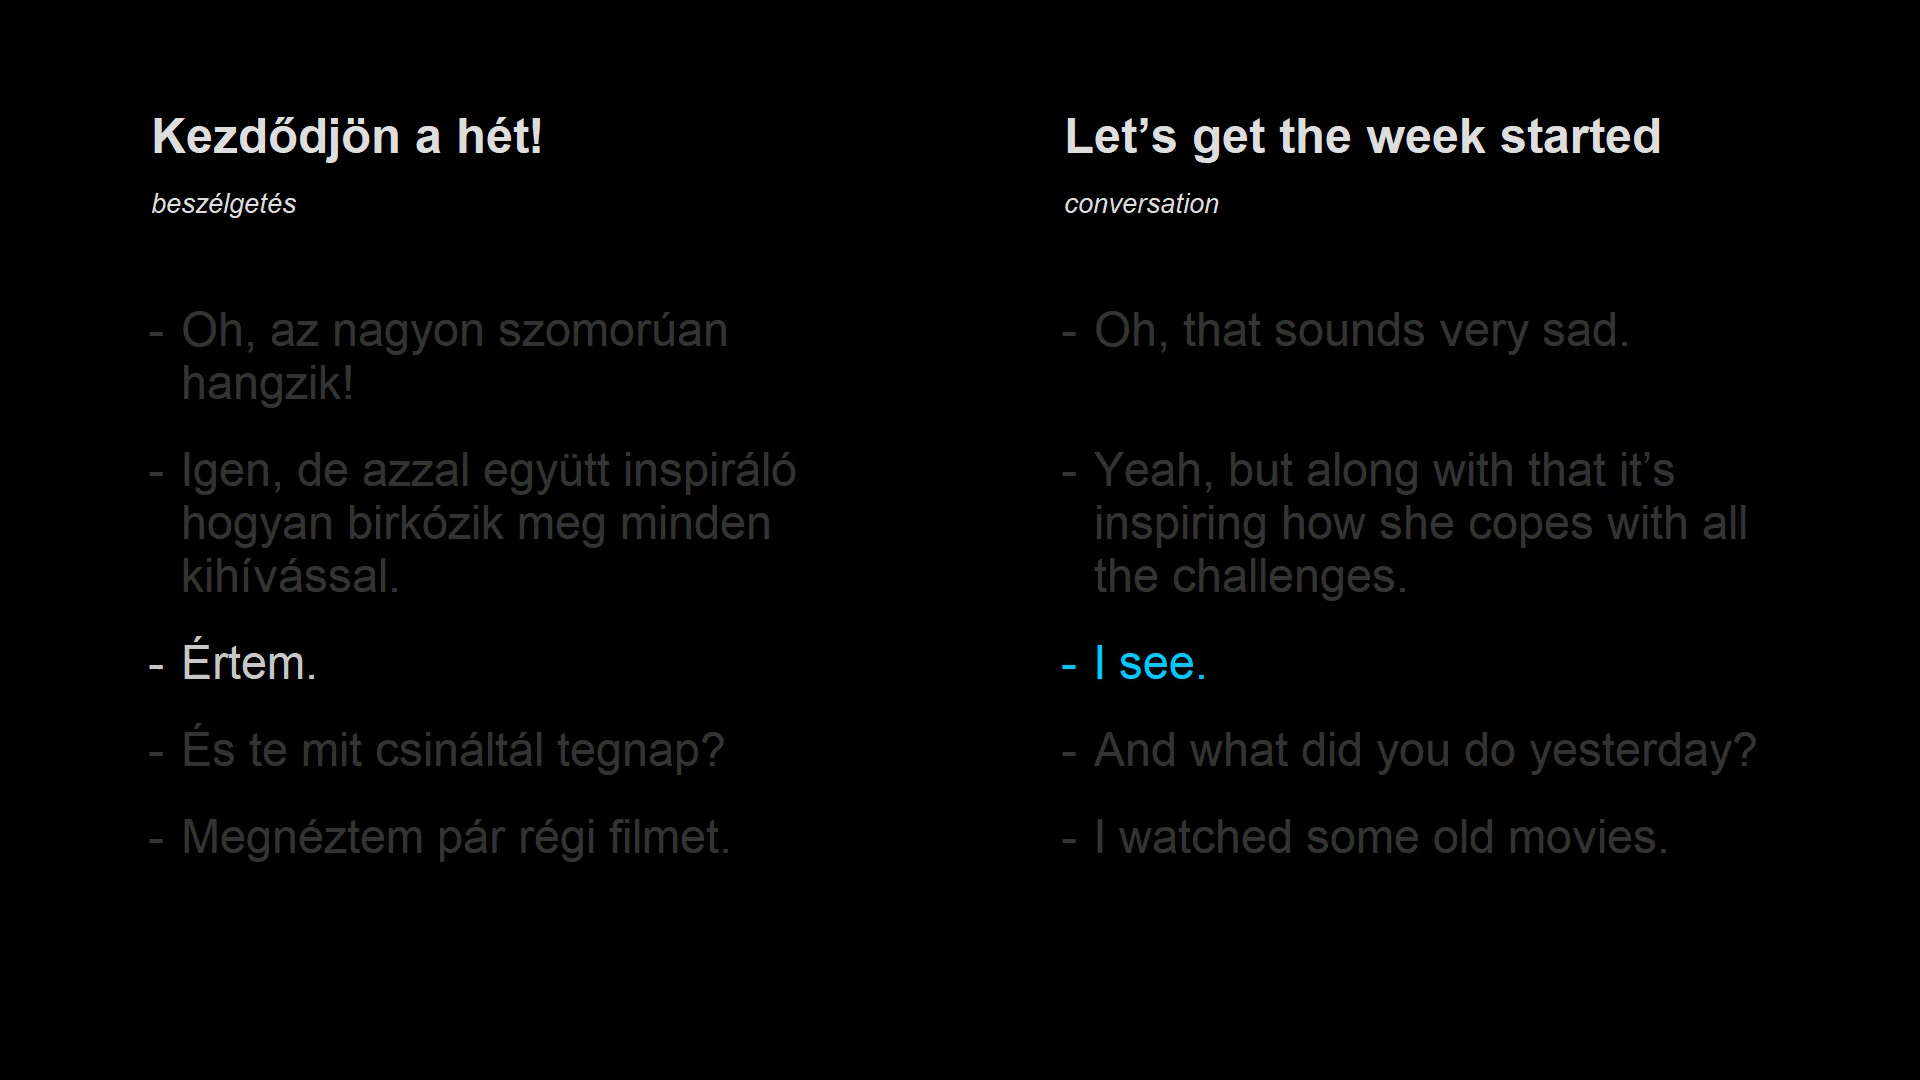 Kezdődjön a hét!
beszélgetés
- Oh, az nagyon szomorúan
hangzik!
- Igen, de azzal együtt inspiráló
hogyan birkózik meg minden
kihívással.
- Értem.
- És te mit csináltál tegnap?
- Megnéztem pár régi filmet.
Let’s get the week started
conversation
- Oh, that sounds very sad.
- Yeah, but along with that it’s
inspiring how she copes with all
the challenges.
- I see.
- And what did you do yesterday?
- I watched some old movies.